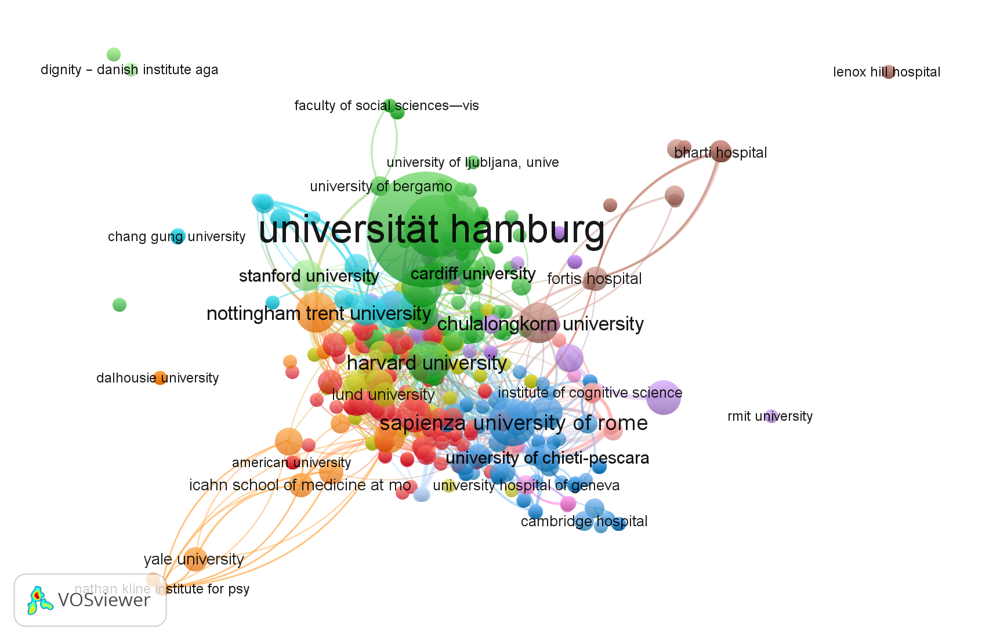 dignity – danish institute aga
lenox hill hospital
faculty of social sciences—vis
bharti hospital
university of ljubljana, unive
university of bergamo
universität hamburg
chang gung university
stanford university
cardiff university
fortis hospital
nottingham trent university
chulalongkorn university
harvard university
dalhousie university
lund university
institute of cognitive science
rmit university
sapienza university of rome
university of chieti-pescara
american university
icahn school of medicine at mo
university hospital of geneva
cambridge hospital
yale university
nathan kline institute for psy
VOSviewer